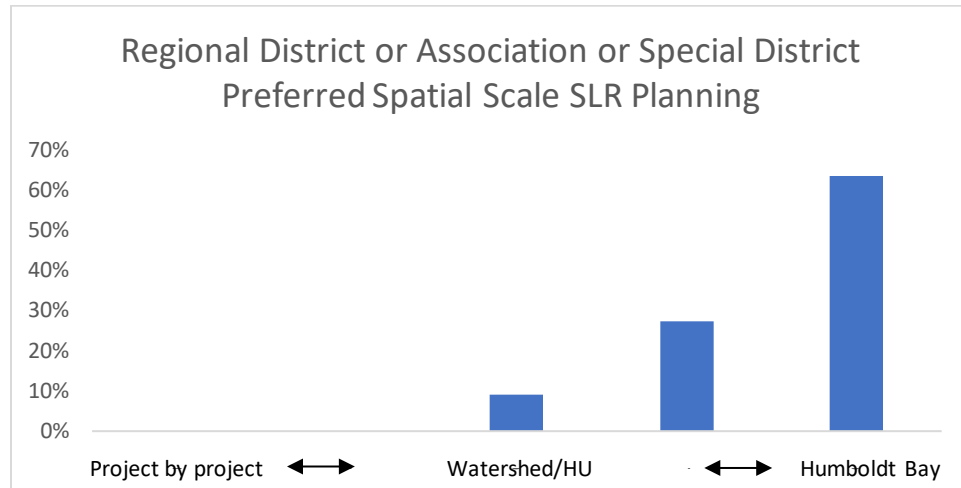 Regional District or Association or Special District
Preferred Spatial Scale SLR Planning
70%
60%
50%
40%
30%
20%
10%
0%
Project by project
Watershed/HU
Humboldt Bay